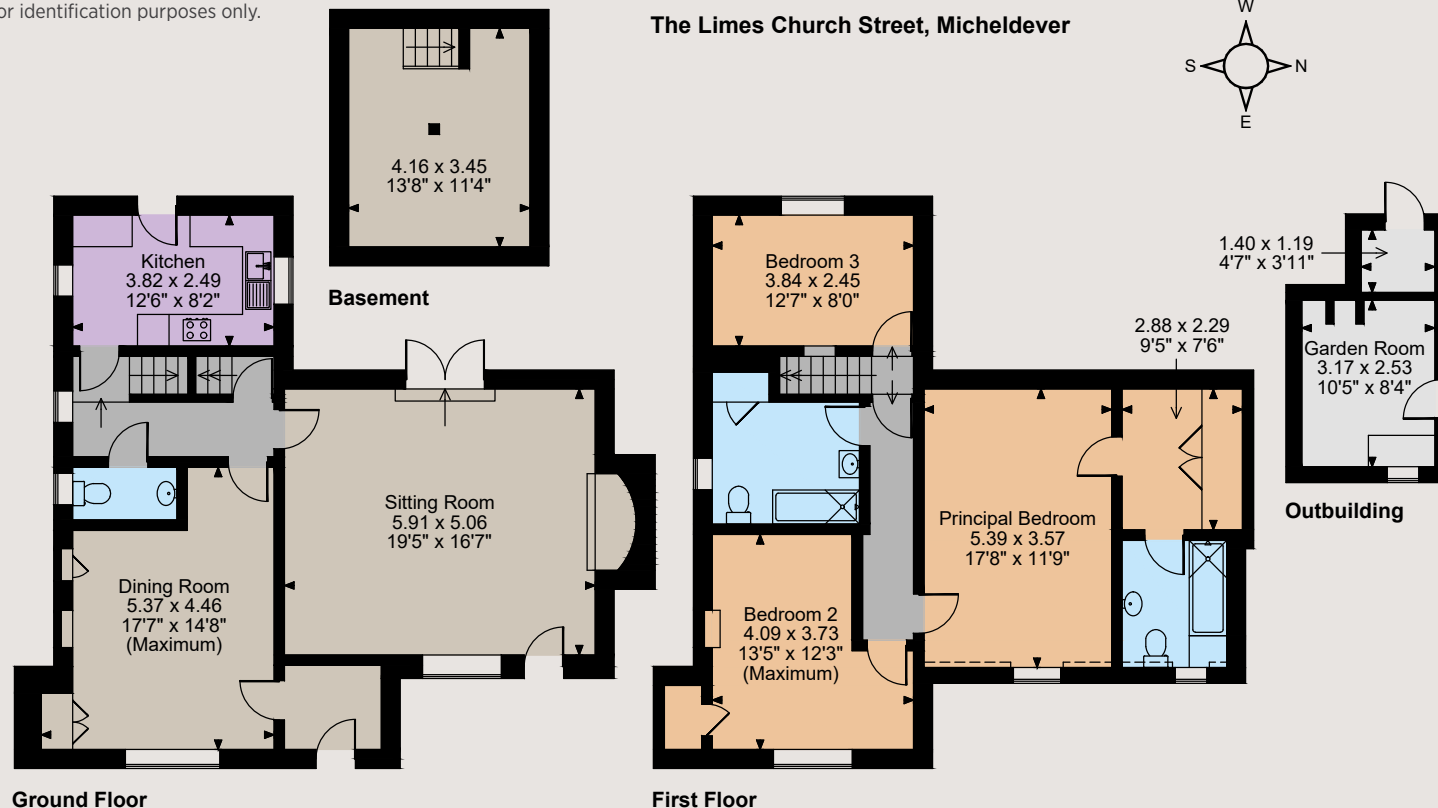 or identification purposes only.
The Limes Church Street, Micheldever
W
S
N
E
4.16 x 3.45
13'8" x 11'4"
Basement
Kitchen
3.82 x 2.49
12'6" x 8'2"
Sitting Room
5.91 x 5.06
19'5" x 16'7"
Dining Room
5.37 x 4.46
17'7" x 14'8"
(Maximum)
Ground Floor
Bedroom 3
3.84 x 2.45
12'7" x 8'0"
2.88 x 2.29
9'5" x 7'6"
Principal Bedroom
5.39 x 3.57
17'8" x 11'9"
Bedroom 2
4.09 x 3.73
13'5" x 12'3"
(Maximum)
First Floor
1.40 x 1.19
4'7" x 3'11"
Garden Room
3.17 x 2.53
10'5" x 8'4"
Outbuilding